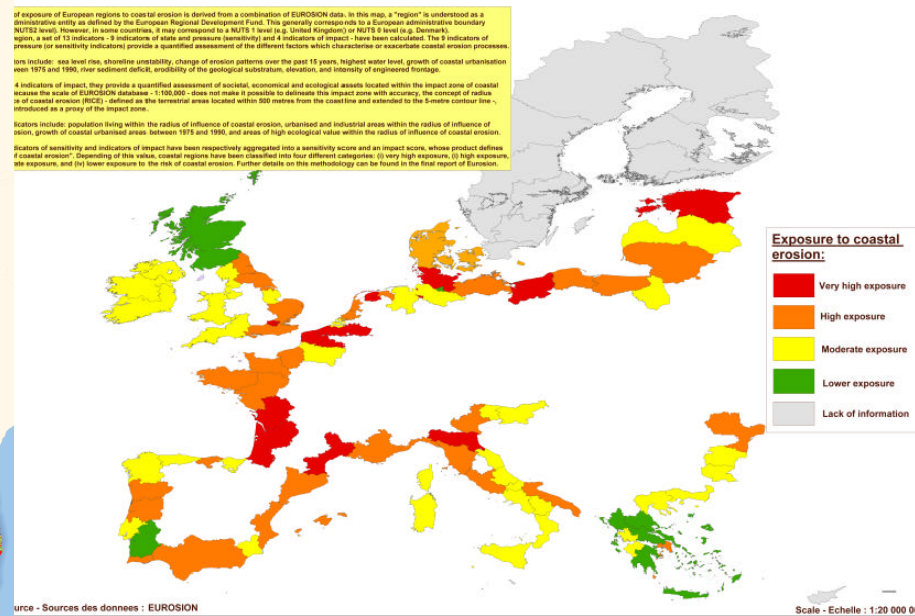 of exposure of European regions to coastal erosion is derived from a combination of EUROSION data. In this map, a "region" is understood as a
dministrative entity as defined by the European Regional Development Fund. This generally corresponds to a European administrative boundary
(NUTS2 level). However, in some countries, it may correspond to a NUTS 1 level (e.g. United Kingdom) or NUTS 0 level (e.g. Denmark).
egion, a set of 13 indicators - 9 indicators of state and pressure (sensitivity) and 4 indicators of impact - have been calculated. The 9 indicators of
pressure (or sensitivity indicators) provide a quantified assessment of the different factors which characterise or exacerbate coastal erosion processes.
ors include: sea level rise, shoreline unstability, change of erosion patterns over the past 15 years, highest water level, growth of coastal urbanisation
een 1975 and 1990, river sediment deficit, erodibility of the geological substratum, elevation, and intensity of engineered frontage.
4 indicators of impact, they provide a quantified assessment of societal, economical and ecological assets located within the impact zone of coastal
ecause the scale of EUROSION database - 1:100,000 - does not make it possible to delineate this impact zone with accuracy, the concept of radius
ce of coastal erosion (RICE) - defined as the terrestrial areas located within 500 metres from the coastline and extended to the 5-metre contour line -,
introduced as a proxy of the impact zone.
dicators include: population living within the radius of influence of coastal erosion, urbanised and industrial areas within the radius of influence of
osion, growth of coastal urbanised areas between 1975 and 1990, and areas of high ecological value within the radius of influence of coastal erosion.
dicators of sensitivity and indicators of impact have been respectively aggregated into a sensitivity score and an impact score, whose product defines
of coastal erosion". Depending of this value, coastal regions have been classified into four different categories: (i) very high exposure, (i) high exposure,
ate exposure, and (iv) lower exposure to the risk of coastal erosion. Further details on this methodology can be found in the final report of Eurosion.
Exposure to coastal
erosion:
Very high exposure
High exposure
Moderate exposure
Lower exposure
Lack of information
urce - Sources des donnees : EUROSION
Scale - Echelle : 1:20 000 00